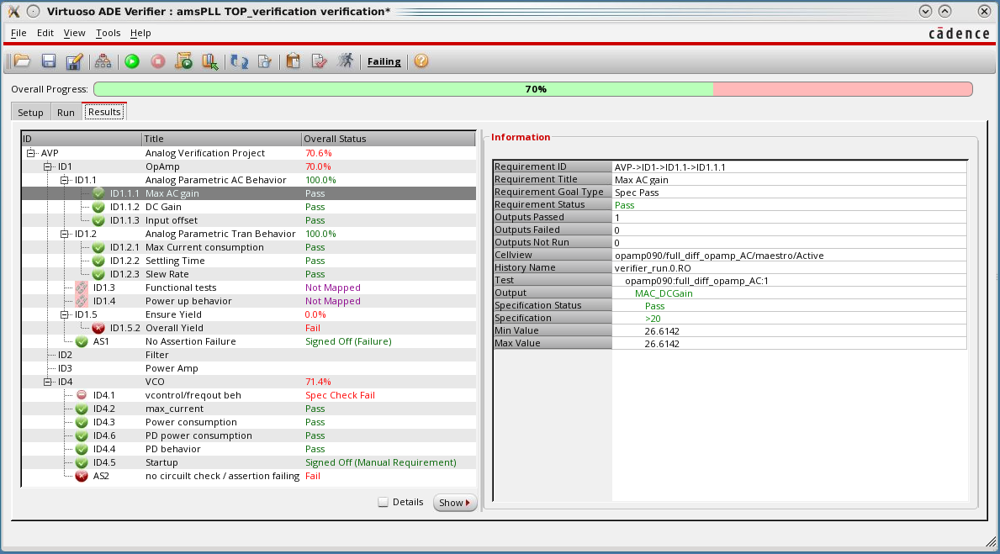 Virtuoso ADE Verifier : amsPLL TOP_verification verification*
File Edit View Tools Help
cādence
Failing
Overall Progress: 70%
Setup Run Results
ID Title Overall Status
AVP Analog Verification Project 70.6%
ID1 OpAmp 70.0%
ID1.1 Analog Parametric AC Behavior 100.0%
ID1.1.1 Max AC gain Pass
ID1.1.2 DC Gain Pass
ID1.1.3 Input offset Pass
ID1.2 Analog Parametric Tran Behavior 100.0%
ID1.2.1 Max Current consumption Pass
ID1.2.2 Settling Time Pass
ID1.2.3 Slew Rate Pass
ID1.3 Functional tests Not Mapped
ID1.4 Power up behavior Not Mapped
ID1.5 Ensure Yield 0.0%
ID1.5.2 Overall Yield Fail
AS1 No Assertion Failure Signed Off (Failure)
ID2 Filter
ID3 Power Amp
ID4 VCO 71.4%
ID4.1 vcontrol/freqout beh Spec Check Fail
ID4.2 max_current Pass
ID4.3 Power consumption Pass
ID4.6 PD power consumption Pass
ID4.4 PD behavior Pass
ID4.5 Startup Signed Off (Manual Requirement)
AS2 no circuilt check / assertion failing Fail
Details Show
Information
Requirement ID AVP->ID1->ID1.1->ID1.1.1
Requirement Title Max AC gain
Requirement Goal Type Spec Pass
Requirement Status Pass
Outputs Passed 1
Outputs Failed 0
Outputs Not Run 0
Cellview opamp090/full_diff_opamp_AC/maestro/Active
History Name verifier_run.0.RO
Test opamp090:full_diff_opamp_AC:1
Output MAC_DCGain
Specification Status Pass
Specification >20
Min Value 26.6142
Max Value 26.6142